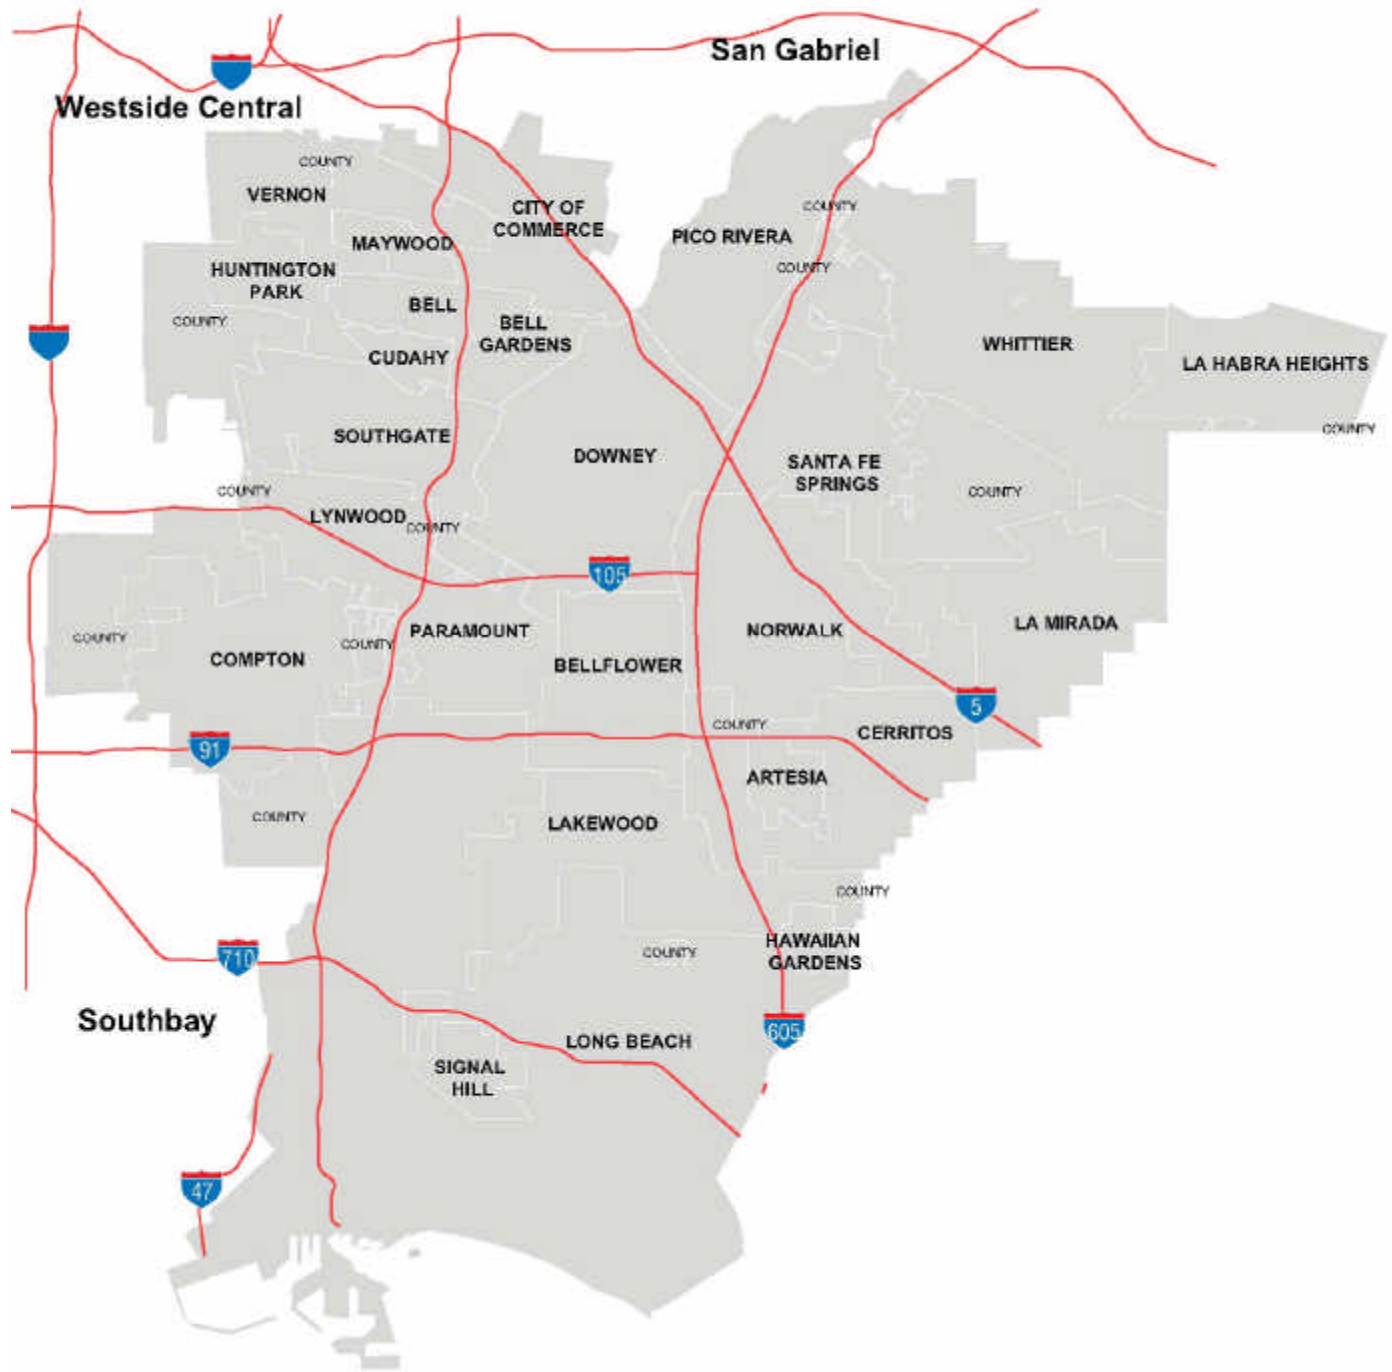 San Gabriel
Westside Central
COUNTY
VERNON
CITY OF
COMMERCE
COUNTY
PICO RIVERA
MAYWOOD
COUNTY
HUNTINGTON
PARK
BELL
COUNTY
BELL
GARDENS
CUDAHY
WHITTIER
LA HABRA HEIGHTS
COUNTY
SOUTHGATE
DOWNEY
SANTA FE
SPRINGS
COUNTY
COUNTY
LYNWOOD
COUNTY
105
COUNTY
COUNTY
PARAMOUNT
NORWALK
LA MIRADA
COMPTON
BELLFLOWER
5
COUNTY
CERRITOS
91
ARTESIA
COUNTY
LAKEWOOD
COUNTY
HAWAIIAN
GARDENS
COUNTY
710
Southbay
605
LONG BEACH
SIGNAL
HILL
47